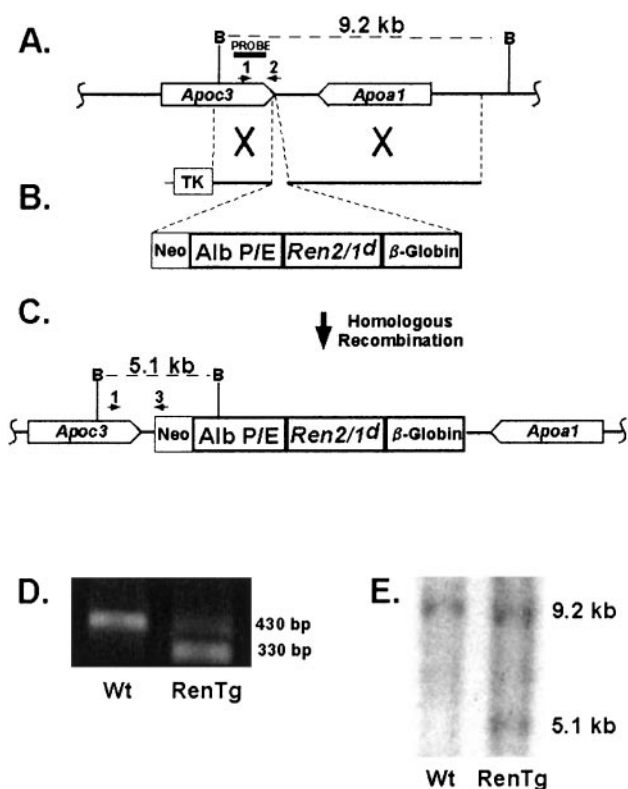 A.
B 9.2 kb B
PROBE
1 2
Apoc3 Apoa1
X X
TK
B.
Neo Alb P/E Ren2/1d β-Globin
C.
Homologous
Recombination
5.1 kb
B B
1 3
Apoc3 Neo Alb P/E Ren2/1d β-Globin Apoa1
D.
430 bp
330 bp
Wt RenTg
E.
9.2 kb
5.1 kb
Wt RenTg